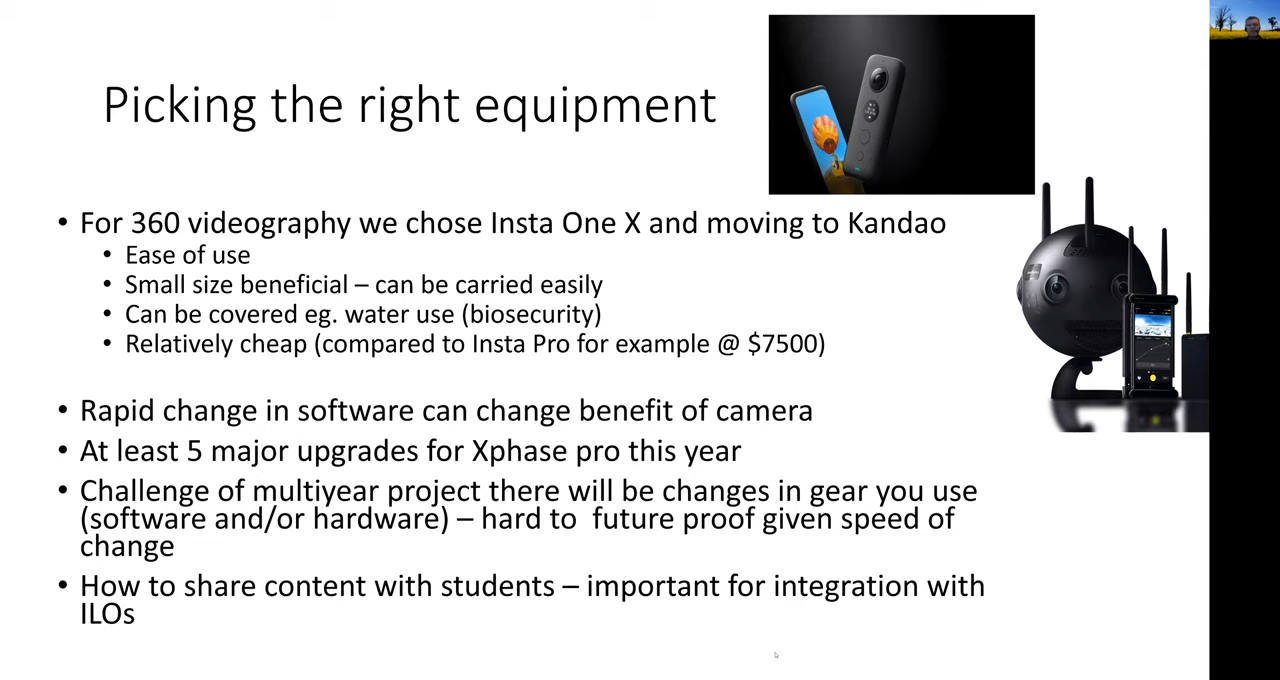 Picking the right equipment
• For 360 videography we chose Insta One X and moving to Kandao
• Ease of use
• Small size beneficial – can be carried easily
• Can be covered eg. water use (biosecurity)
• Relatively cheap (compared to Insta Pro for example @ $7500)
• Rapid change in software can change benefit of camera
• At least 5 major upgrades for Xphase pro this year
• Challenge of multiyear project there will be changes in gear you use
(software and/or hardware) – hard to  future proof given speed of
change
• How to share content with students – important for integration with
ILOs